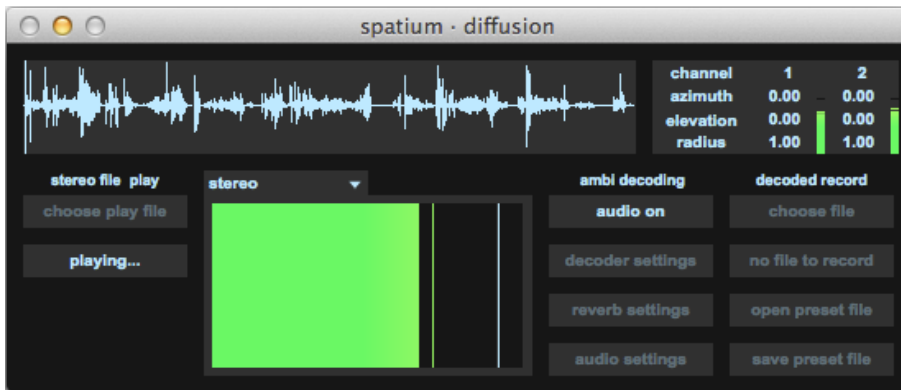 spatium · diffusion
channel 1 2
azimuth 0.00 0.00
elevation 0.00 0.00
radius 1.00 1.00
stereo file play
stereo
ambi decoding
decoded record
choose play file
audio on
choose file
playing...
decoder settings
no file to record
reverb settings
open preset file
audio settings
save preset file